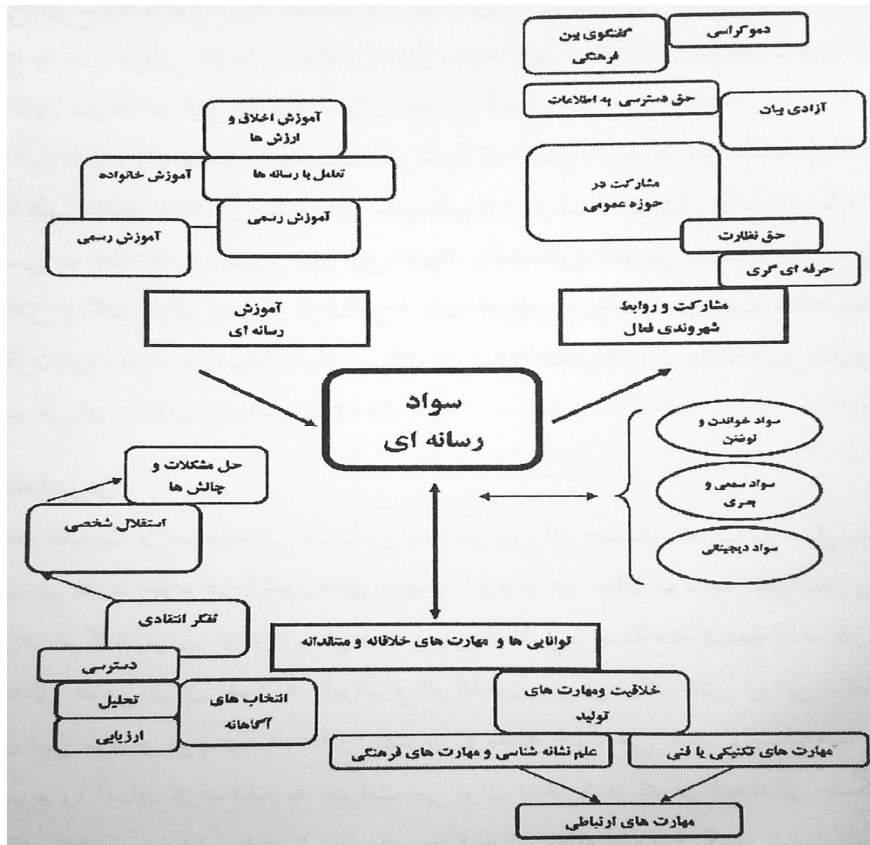 دموکراسی
گفتگوی بین
فرهنگی
حق دسترسی به اطلاعات
آزادی بیان
مشارکت در
حوزه عمومی
حق نظارت
حرفه ای گری
مشارکت و روابط
شهروندی فعال
آموزش اخلاق و
ارزش ها
تعامل با رسانه ها
آموزش خانواده
آموزش رسمی
آموزش رسمی
آموزش
رسانه ای
سواد
رسانه ای
سواد خواندن و
نوشتن
سواد سمعی و
بصری
سواد دیجیتالی
حل مشکلات و
چالش ها
استقلال شخصی
تفکر انتقادی
دسترسی
تحلیل
ارزیابی
انتخاب های
آگاهانه
توانایی ها و مهارت های خلاقانه و منتقدانه
خلاقیت ومهارت های
تولید
مهارت های تکنیکی یا فنی
علم نشانه شناسی و مهارت های فرهنگی
مهارت های ارتباطی